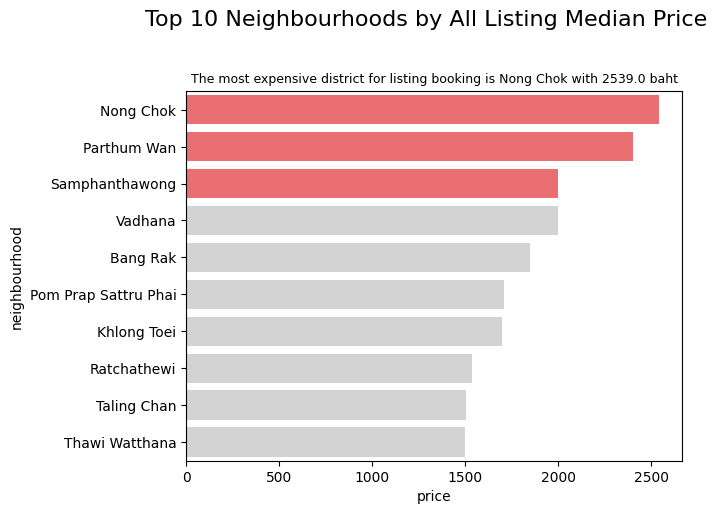 Top 10 Neighbourhoods by All Listing Median Price
The most expensive district for listing booking is Nong Chok with 2539.0 baht
neighbourhood
Nong Chok
Parthum Wan
Samphanthawong
Vadhana
Bang Rak
Pom Prap Sattru Phai
Khlong Toei
Ratchathewi
Taling Chan
Thawi Watthana
0 500 1000 1500 2000 2500
price